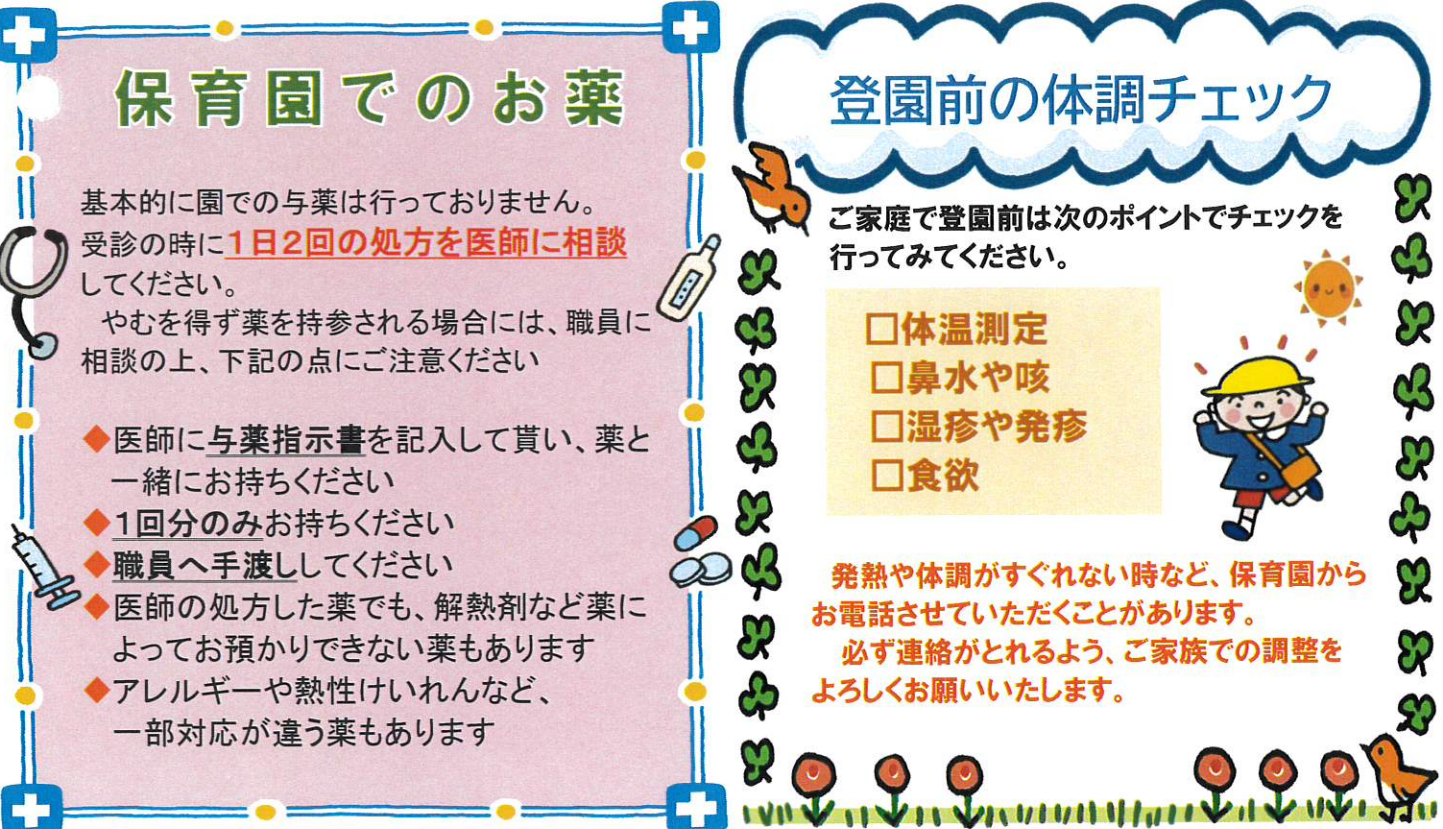 保育園でのお薬
基本的に園での与薬は行っておりません。
受診の時に1日2回の処方を医師に相談
してください。
やむを得ず薬を持参される場合には、職員に
相談の上、下記の点にご注意ください
◆医師に与薬指示書を記入して貰い、薬と
一緒にお持ちください
◆1回分のみお持ちください
◆職員へ手渡ししてください
◆医師の処方した薬でも、解熱剤など薬に
よってお預かりできない薬もあります
◆アレルギーや熱性けいれんなど、
一部対応が違う薬もあります
登園前の体調チェック
ご家庭で登園前は次のポイントでチェックを
行ってみてください。
□体温測定
□鼻水や咳
□湿疹や発疹
□食欲
発熱や体調がすぐれない時など、保育園から
お電話させていただくことがあります。
必ず連絡がとれるよう、ご家族での調整を
よろしくお願いいたします。